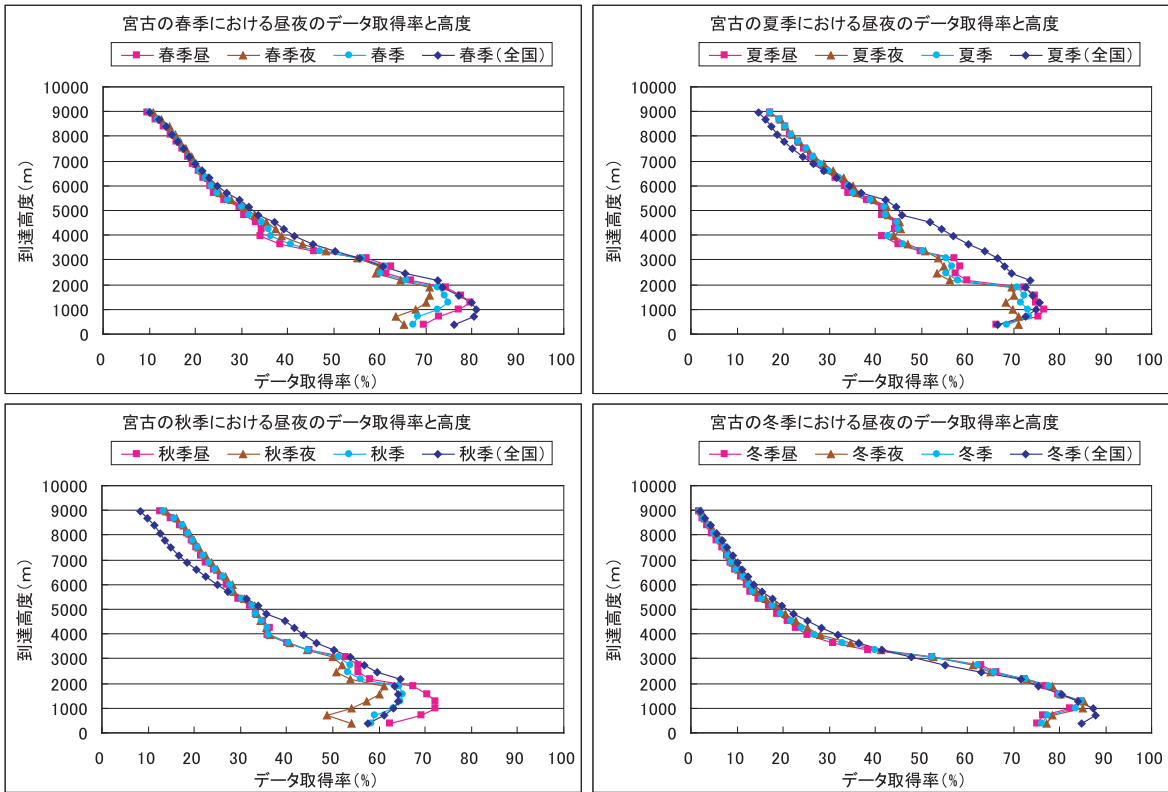 宮古の春季における昼夜のデータ取得率と高度
春季昼 春季夜 春季 春季(全国)
到達高度(m)
10000
9000
8000
7000
6000
5000
4000
3000
2000
1000
0
0 10 20 30 40 50 60 70 80 90 100
データ取得率(%)
宮古の夏季における昼夜のデータ取得率と高度
夏季昼 夏季夜 夏季 夏季(全国)
到達高度(m)
10000
9000
8000
7000
6000
5000
4000
3000
2000
1000
0
0 10 20 30 40 50 60 70 80 90 100
データ取得率(%)
宮古の秋季における昼夜のデータ取得率と高度
秋季昼 秋季夜 秋季 秋季(全国)
到達高度(m)
10000
9000
8000
7000
6000
5000
4000
3000
2000
1000
0
0 10 20 30 40 50 60 70 80 90 100
データ取得率(%)
宮古の冬季における昼夜のデータ取得率と高度
冬季昼 冬季夜 冬季 冬季(全国)
到達高度(m)
10000
9000
8000
7000
6000
5000
4000
3000
2000
1000
0
0 10 20 30 40 50 60 70 80 90 100
データ取得率(%)